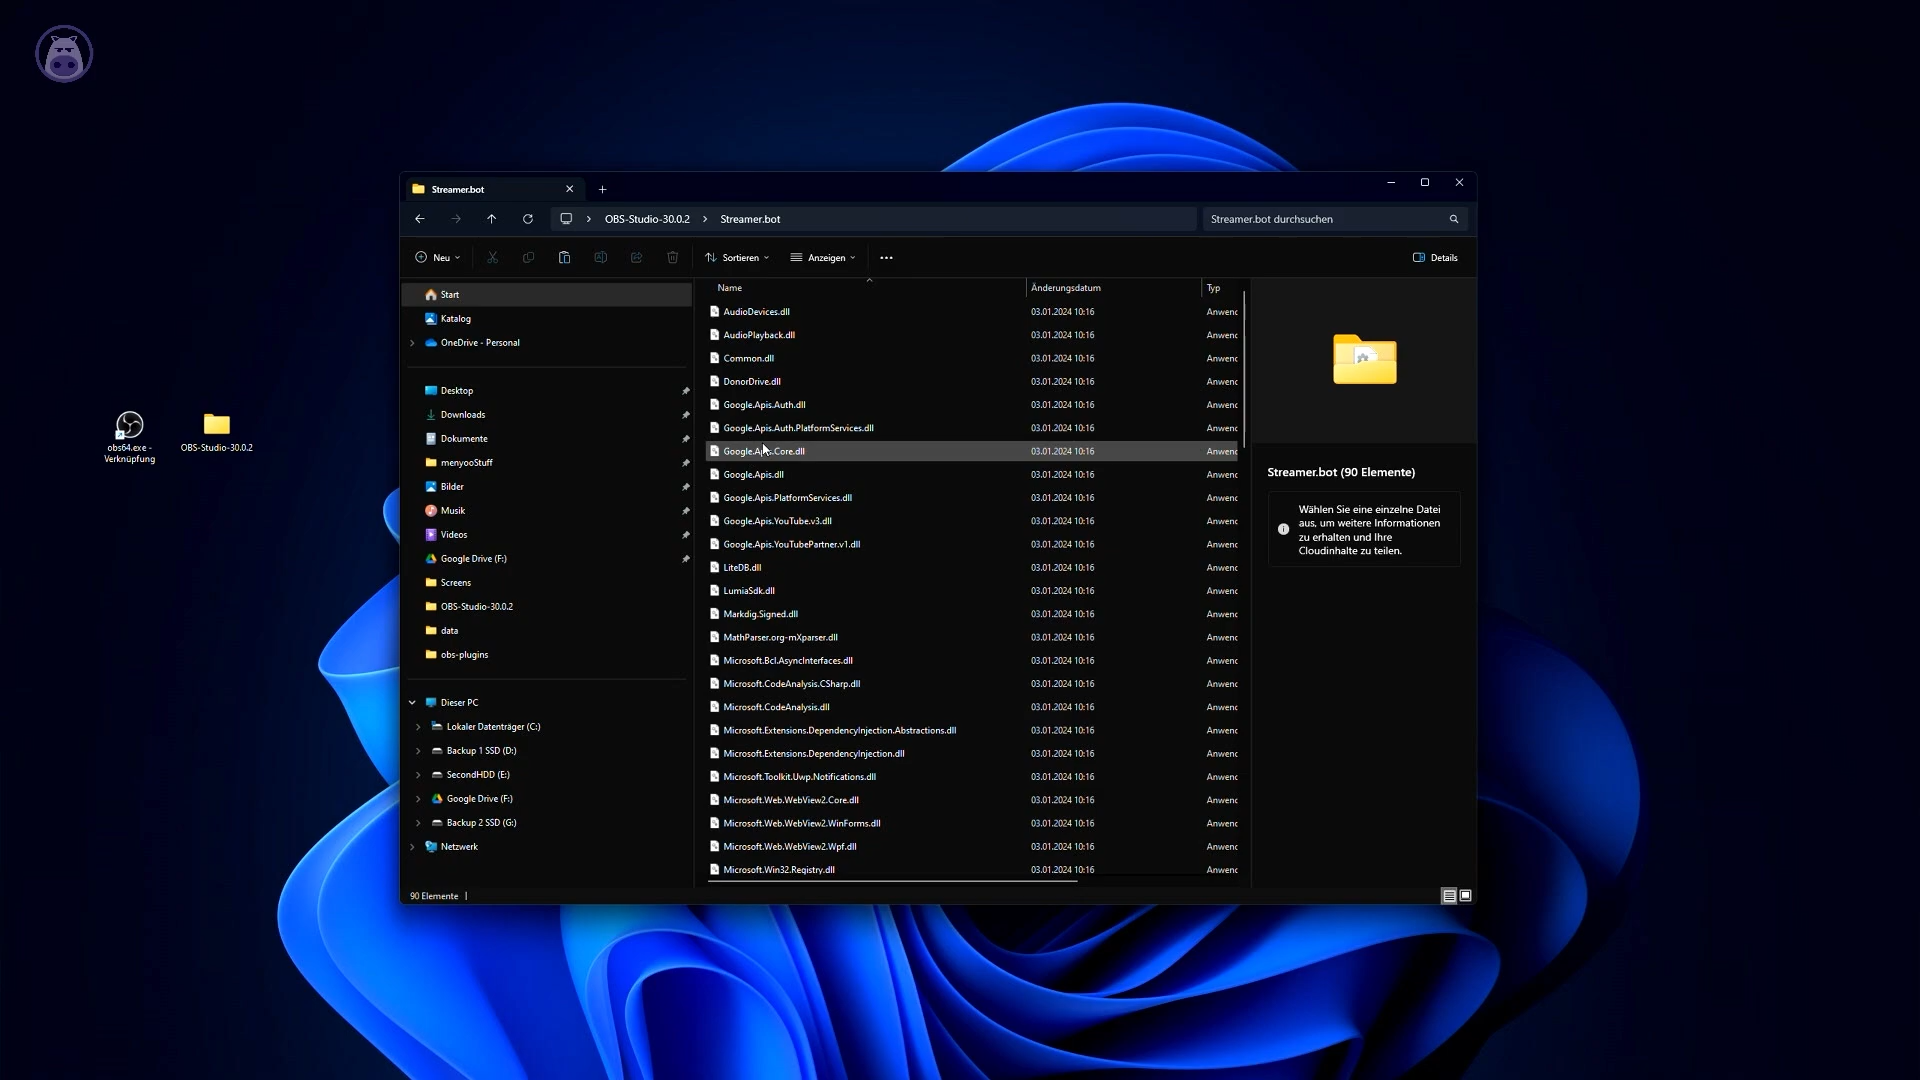 Streamer.bot
OBS-Studio-30.0.2
Streamer.bot
Streamer.bot durchsuchen
Neu
Sortieren
Anzeigen
Details
Start
Katalog
OneDrive - Personal
Desktop
Downloads
Dokumente
menyooStuff
Bilder
Musik
Videos
Google Drive (F:)
Screens
OBS-Studio-30.0.2
data
obs-plugins
Dieser PC
Lokaler Datenträger (C:)
Backup 1 SSD (D:)
SecondHDD (E:)
Google Drive (F:)
Backup 2 SSD (G:)
Netzwerk
obs64.exe -
Verknüpfung
OBS-Studio-30.0.2
Name Änderungsdatum Typ
AudioDevices.dll 03.01.2024 10:16 Anwenc
AudioPlayback.dll 03.01.2024 10:16 Anwenc
Common.dll 03.01.2024 10:16 Anwenc
DonorDrive.dll 03.01.2024 10:16 Anwenc
Google.Apis.Auth.dll 03.01.2024 10:16 Anwenc
Google.Apis.Auth.PlatformServices.dll 03.01.2024 10:16 Anwenc
Google.Apis.Core.dll 03.01.2024 10:16 Anwenc
Google.Apis.dll 03.01.2024 10:16 Anwenc
Google.Apis.PlatformServices.dll 03.01.2024 10:16 Anwenc
Google.Apis.YouTube.v3.dll 03.01.2024 10:16 Anwenc
Google.Apis.YouTubePartner.v1.dll 03.01.2024 10:16 Anwenc
LiteDB.dll 03.01.2024 10:16 Anwenc
LumiaSdk.dll 03.01.2024 10:16 Anwenc
Markdig.Signed.dll 03.01.2024 10:16 Anwenc
MathParser.org-mXparser.dll 03.01.2024 10:16 Anwenc
Microsoft.Bcl.AsyncInterfaces.dll 03.01.2024 10:16 Anwenc
Microsoft.CodeAnalysis.CSharp.dll 03.01.2024 10:16 Anwenc
Microsoft.CodeAnalysis.dll 03.01.2024 10:16 Anwenc
Microsoft.Extensions.DependencyInjection.Abstractions.dll 03.01.2024 10:16 Anwenc
Microsoft.Extensions.DependencyInjection.dll 03.01.2024 10:16 Anwenc
Microsoft.Toolkit.Uwp.Notifications.dll 03.01.2024 10:16 Anwenc
Microsoft.Web.WebView2.Core.dll 03.01.2024 10:16 Anwenc
Microsoft.Web.WebView2.WinForms.dll 03.01.2024 10:16 Anwenc
Microsoft.Web.WebView2.Wpf.dll 03.01.2024 10:16 Anwenc
Microsoft.Win32.Registry.dll 03.01.2024 10:16 Anwenc
Streamer.bot (90 Elemente)
Wählen Sie eine einzelne Datei
aus, um weitere Informationen
zu erhalten und Ihre
Cloudinhalte zu teilen.
90 Elemente